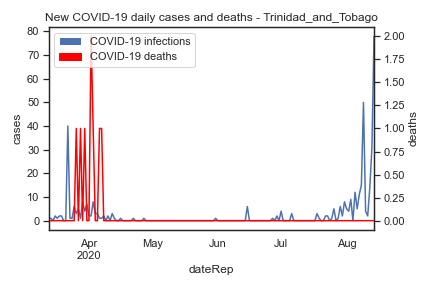 New COVID-19 daily cases and deaths - Trinidad_and_Tobago
COVID-19 infections
COVID-19 deaths
80
70
60
50
40
30
20
10
0
cases
2.00
1.75
1.50
1.25
1.00
0.75
0.50
0.25
0.00
deaths
Apr May Jun Jul Aug
2020
dateRep